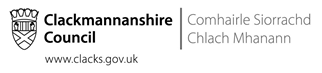 Clackmannanshire
Council
Comhairle Siorrachd
Chlach Mhanann
www.clacks.gov.uk